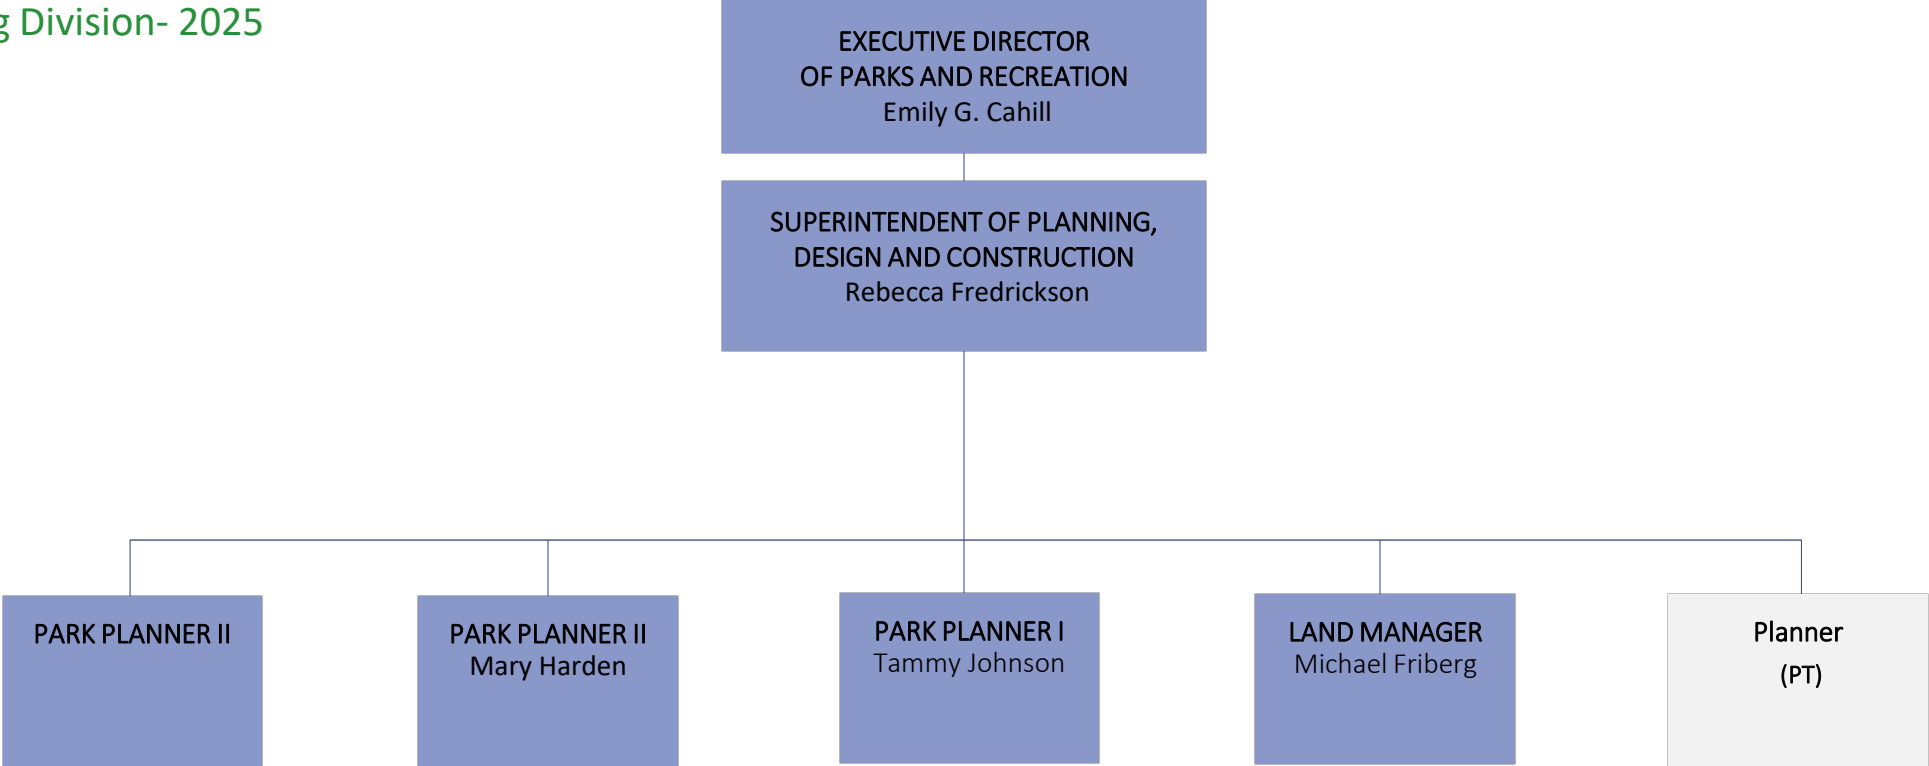 Division- 2025
EXECUTIVE DIRECTOR
OF PARKS AND RECREATION
Emily G. Cahill
SUPERINTENDENT OF PLANNING,
DESIGN AND CONSTRUCTION
Rebecca Fredrickson
PARK PLANNER II
PARK PLANNER II
Mary Harden
PARK PLANNER I
Tammy Johnson
LAND MANAGER
Michael Friberg
Planner
(PT)